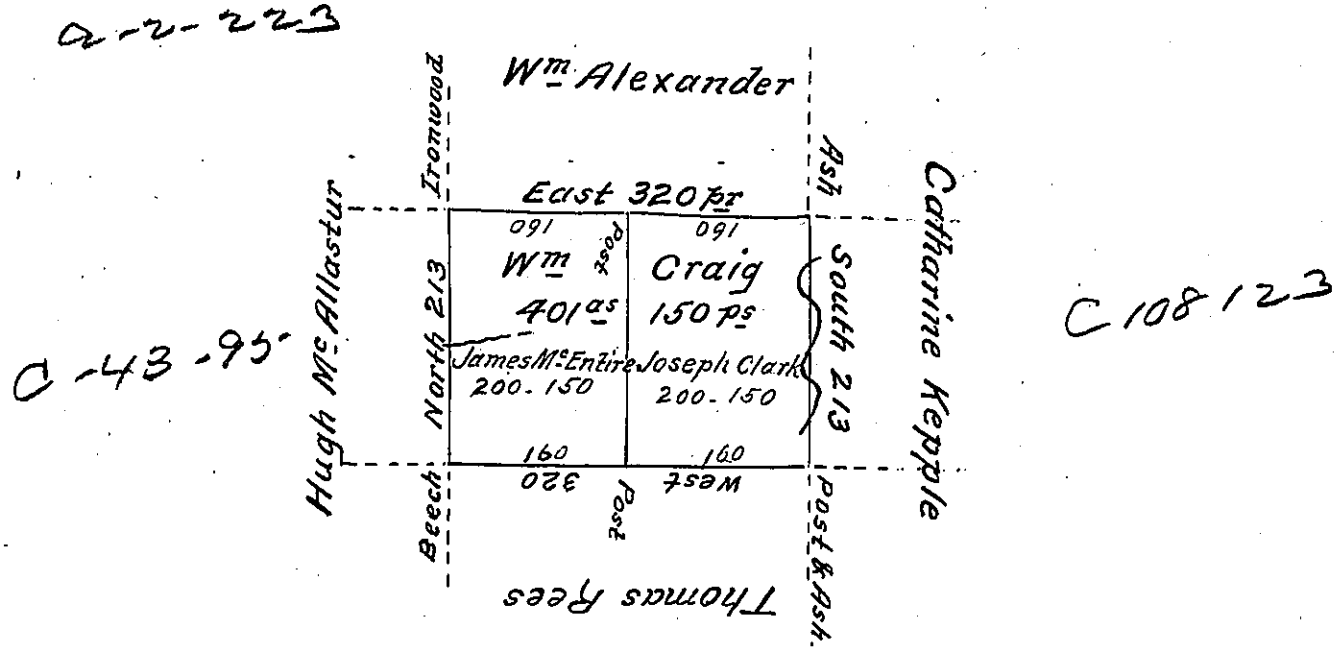 a-2-223
Wm Alexander
Ironwood
Ash
East 320 pr
160
160
Post
Wm Craig
401 as 150 ps
James McEntire
200-150
Joseph Clark
200-150
North 213
South 213
Hugh McAllastur
Catharine Kepple
C-43-95
C 108 123
160
160
West 320
Post
Beech
Post & Ash.
Thomas Rees